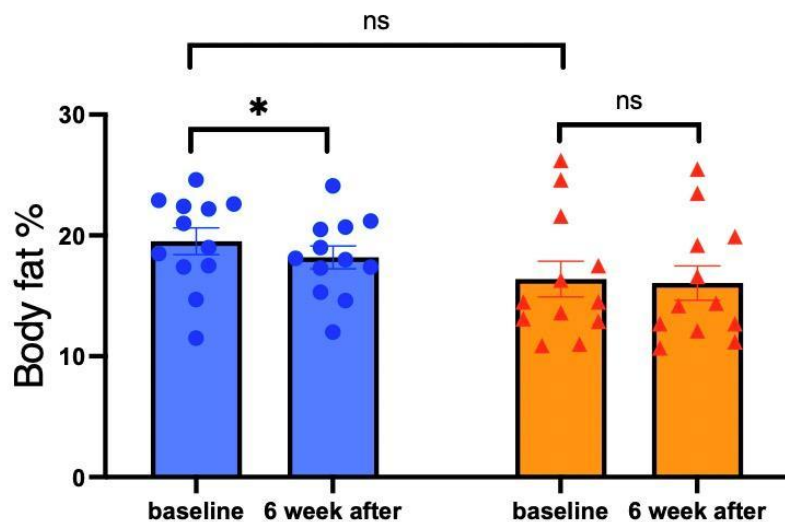 ns
*
ns
30
20
10
0
Body fat %
baseline
6 week after
baseline
6 week after